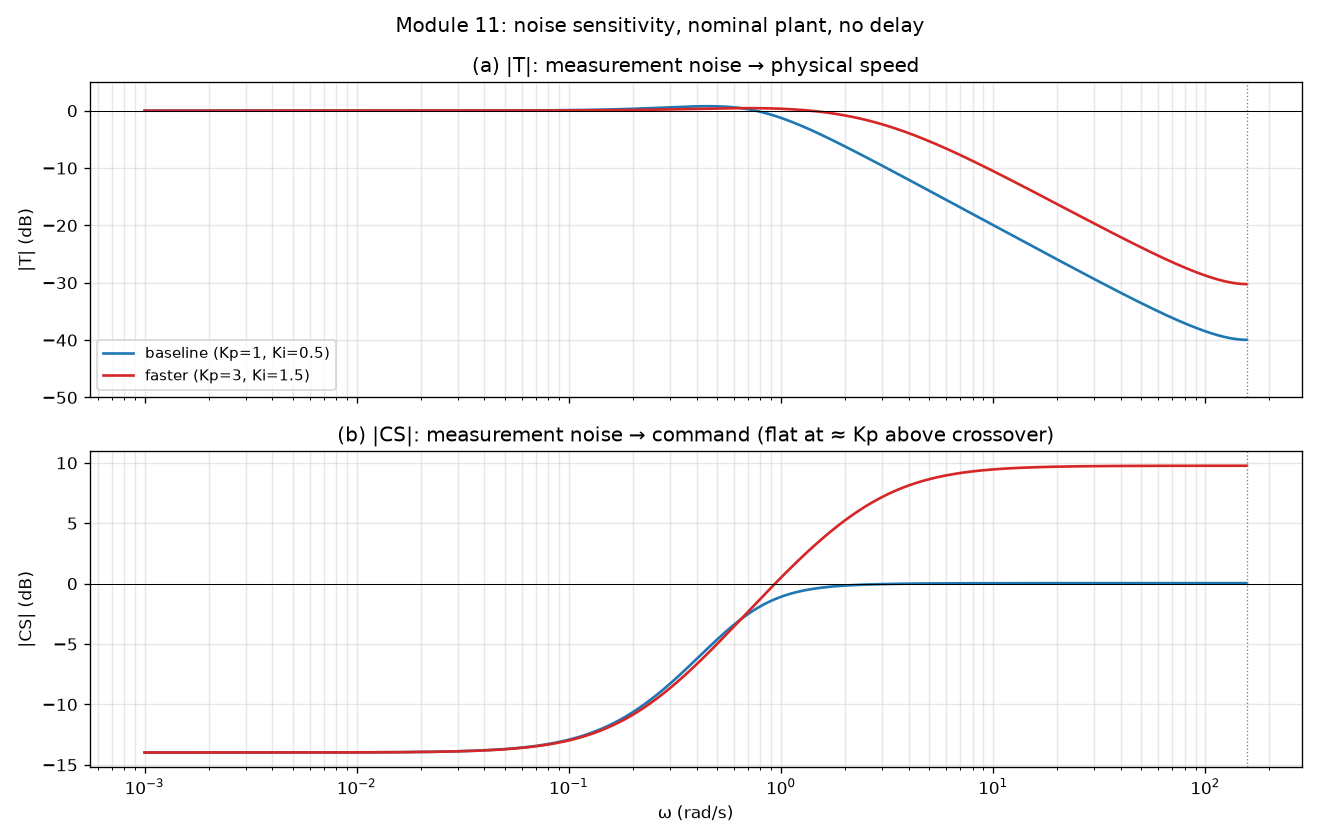 Module 11: noise sensitivity, nominal plant, no delay
(a) |T|: measurement noise → physical speed
|T| (dB)
0
−10
−20
−30
−40
−50
baseline (Kp=1, Ki=0.5)
faster (Kp=3, Ki=1.5)
(b) |CS|: measurement noise → command (flat at ≈ Kp above crossover)
|CS| (dB)
10
5
0
−5
−10
−15
10⁻³ 10⁻² 10⁻¹ 10⁰ 10¹ 10²
ω (rad/s)